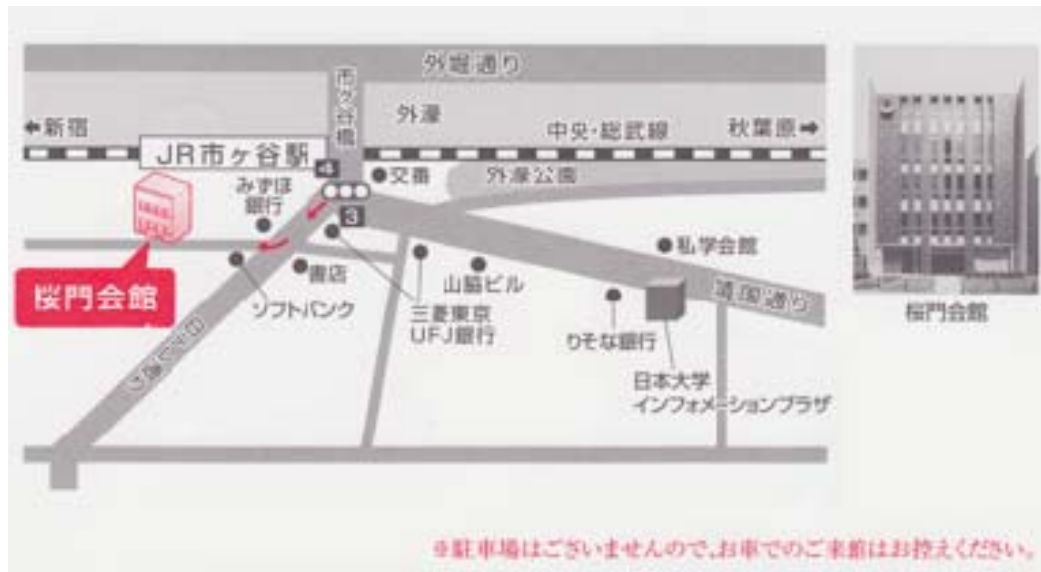 外堀通り
市ヶ谷橋
外濠
←新宿
中央・総武線
秋葉原→
JR市ヶ谷駅
4
交番
外濠公園
みずほ
銀行
3
私学会館
桜門会館
書店
山脇ビル
靖国通り
ソフトバンク
三菱東京
UFJ銀行
りそな銀行
日本大学
インフォメーションプラザ
桜門会館
※駐車場はございませんので、お車でのご来館はお控えください。